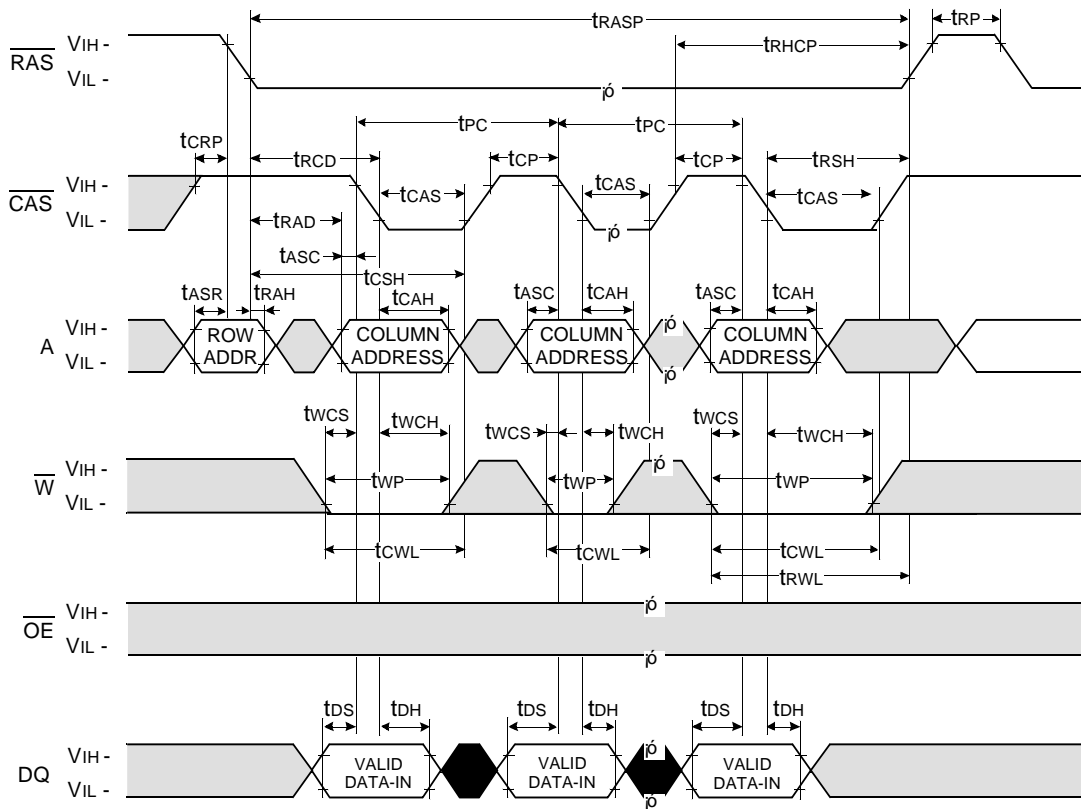 tRASP
tRP
tRHCP
RAS
VIH -
VIL -
¡ó
tPC
tPC
tCRP
tRCD
tCP
tCP
tRSH
CAS
VIH -
VIL -
tCAS
tCAS
tCAS
tRAD
¡ó
tASC
tCSH
tASR
tRAH
tCAH
tASC
tCAH
tASC
tCAH
A
VIH -
VIL -
ROW
ADDR
COLUMN
ADDRESS
COLUMN
ADDRESS
¡ó
COLUMN
ADDRESS
¡ó
tWCS
tWCH
tWCS
tWCH
tWCS
tWCH
W
VIH -
VIL -
¡ó
tWP
tWP
tWP
tCWL
tCWL
tCWL
tRWL
OE
VIH -
VIL -
¡ó
¡ó
tDS
tDH
tDS
tDH
tDS
tDH
DQ
VIH -
VIL -
VALID
DATA-IN
VALID
DATA-IN
¡ó
VALID
DATA-IN
¡ó